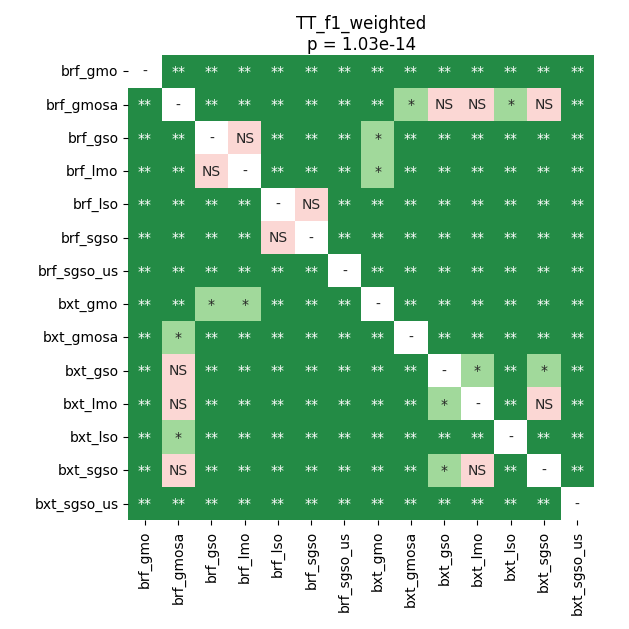 TT_f1_weighted
p = 1.03e-14
brf_gmo - ** ** ** ** ** ** ** ** ** ** ** ** **
brf_gmosa ** - ** ** ** ** ** ** * NS NS * NS **
brf_gso ** ** - NS ** ** ** * ** ** ** ** ** **
brf_lmo ** ** NS - ** ** ** * ** ** ** ** ** **
brf_lso ** ** ** ** - NS ** ** ** ** ** ** ** **
brf_sgso ** ** ** ** NS - ** ** ** ** ** ** ** **
brf_sgso_us ** ** ** ** ** ** - ** ** ** ** ** ** **
bxt_gmo ** ** * * ** ** ** - ** ** ** ** ** **
bxt_gmosa ** * ** ** ** ** ** ** - ** ** ** ** **
bxt_gso ** NS ** ** ** ** ** ** ** - * ** * **
bxt_lmo ** NS ** ** ** ** ** ** ** * - ** NS **
bxt_lso ** * ** ** ** ** ** ** ** ** ** - ** **
bxt_sgso ** NS ** ** ** ** ** ** ** * NS ** - **
bxt_sgso_us ** ** ** ** ** ** ** ** ** ** ** ** ** -
brf_gmo brf_gmosa brf_gso brf_lmo brf_lso brf_sgso brf_sgso_us bxt_gmo bxt_gmosa bxt_gso bxt_lmo bxt_lso bxt_sgso bxt_sgso_us